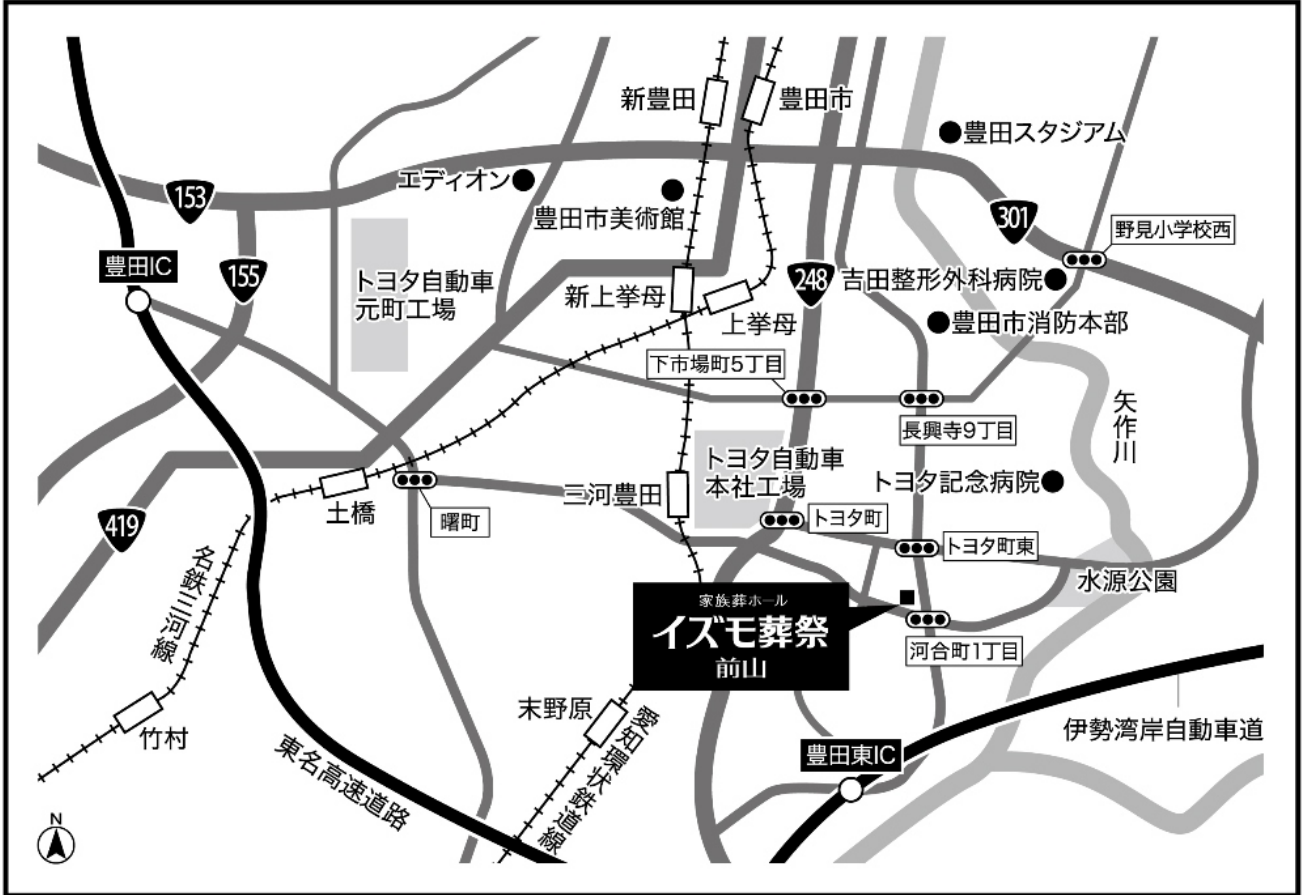 新豊田
豊田市
豊田スタジアム
153
エディオン
豊田市美術館
301
野見小学校西
豊田IC
155
トヨタ自動車
元町工場
新上挙母
上挙母
248
吉田整形外科病院
豊田市消防本部
下市場町5丁目
長興寺9丁目
矢作川
トヨタ自動車
本社工場
トヨタ記念病院
三河豊田
土橋
曙町
トヨタ町
トヨタ町東
419
名鉄三河線
水源公園
家族葬ホール
イズモ葬祭
前山
河合町1丁目
竹村
末野原
愛知環状鉄道線
東名高速道路
豊田東IC
伊勢湾岸自動車道
N